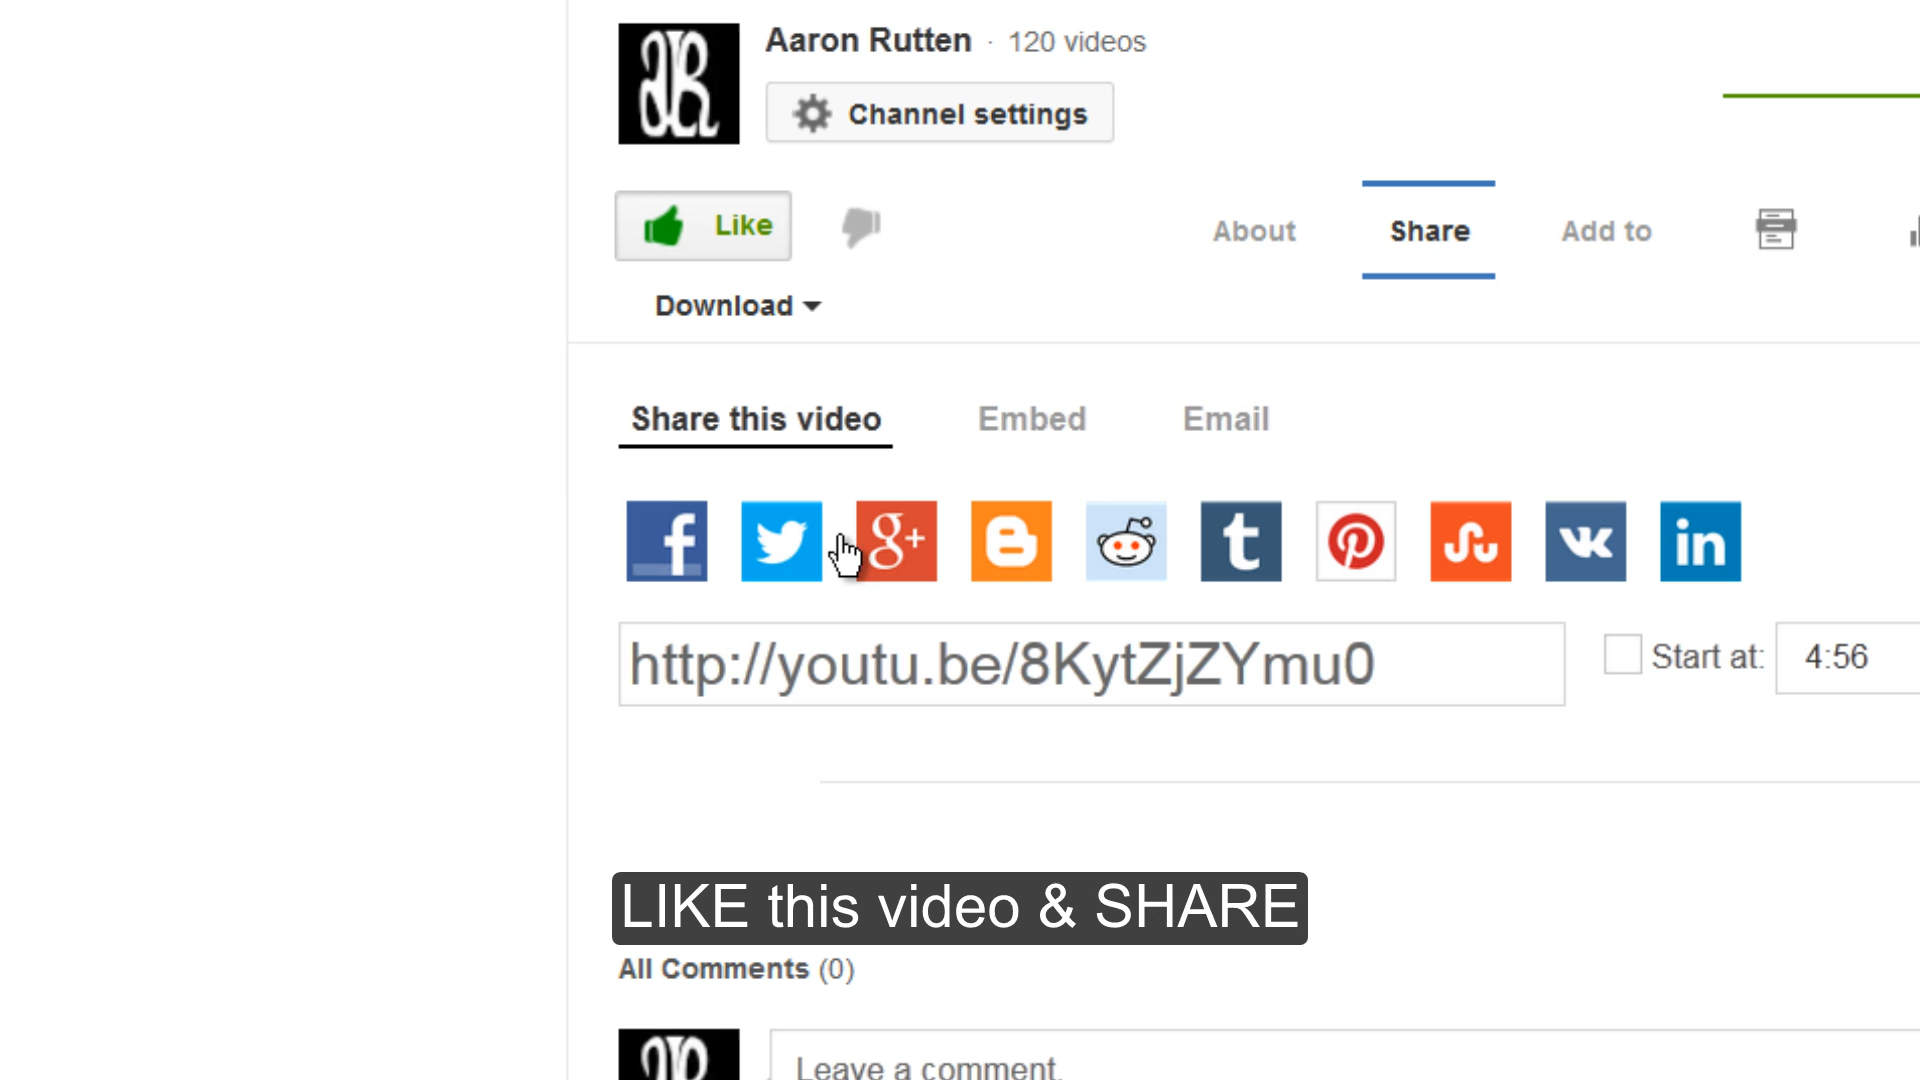 Aaron Rutten · 120 videos
Channel settings
Like
About Share Add to
Download
Share this video Embed Email
http://youtu.be/8KytZjZYmu0
Start at: 4:56
LIKE this video & SHARE
All Comments (0)
Leave a comment.